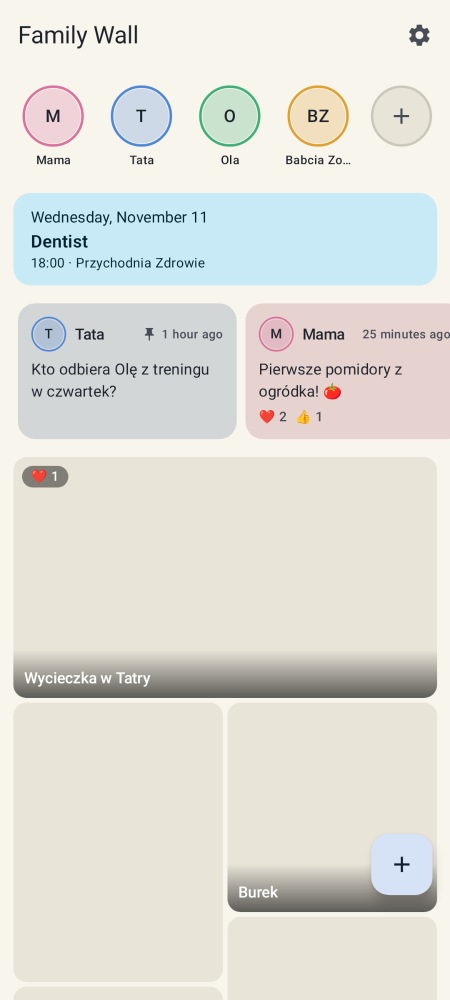 Family Wall
M
T
O
BZ
+
Mama
Tata
Ola
Babcia Zo…
Wednesday, November 11
Dentist
18:00 · Przychodnia Zdrowie
T
Tata
1 hour ago
Kto odbiera Olę z treningu
w czwartek?
M
Mama
25 minutes ago
Pierwsze pomidory z
ogródka! 🍅
❤️ 2 👍 1
❤️ 1
Wycieczka w Tatry
Burek
+